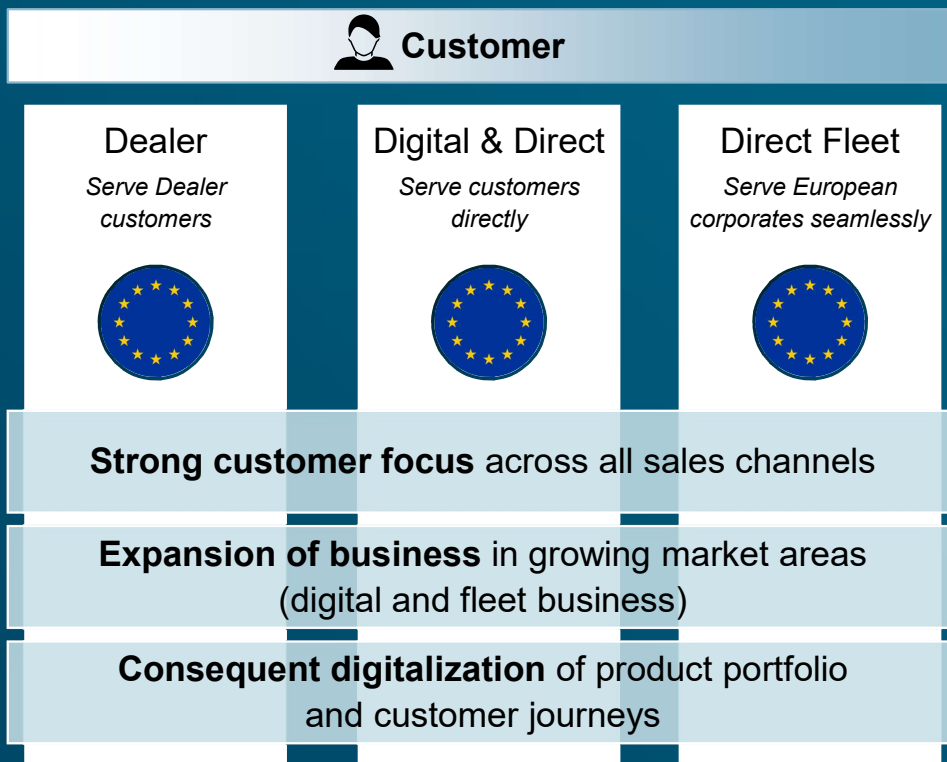 Customer
Dealer
Serve Dealer
customers
Digital & Direct
Serve customers
directly
Direct Fleet
Serve European
corporates seamlessly
Strong customer focus across all sales channels
Expansion of business in growing market areas
(digital and fleet business)
Consequent digitalization of product portfolio
and customer journeys